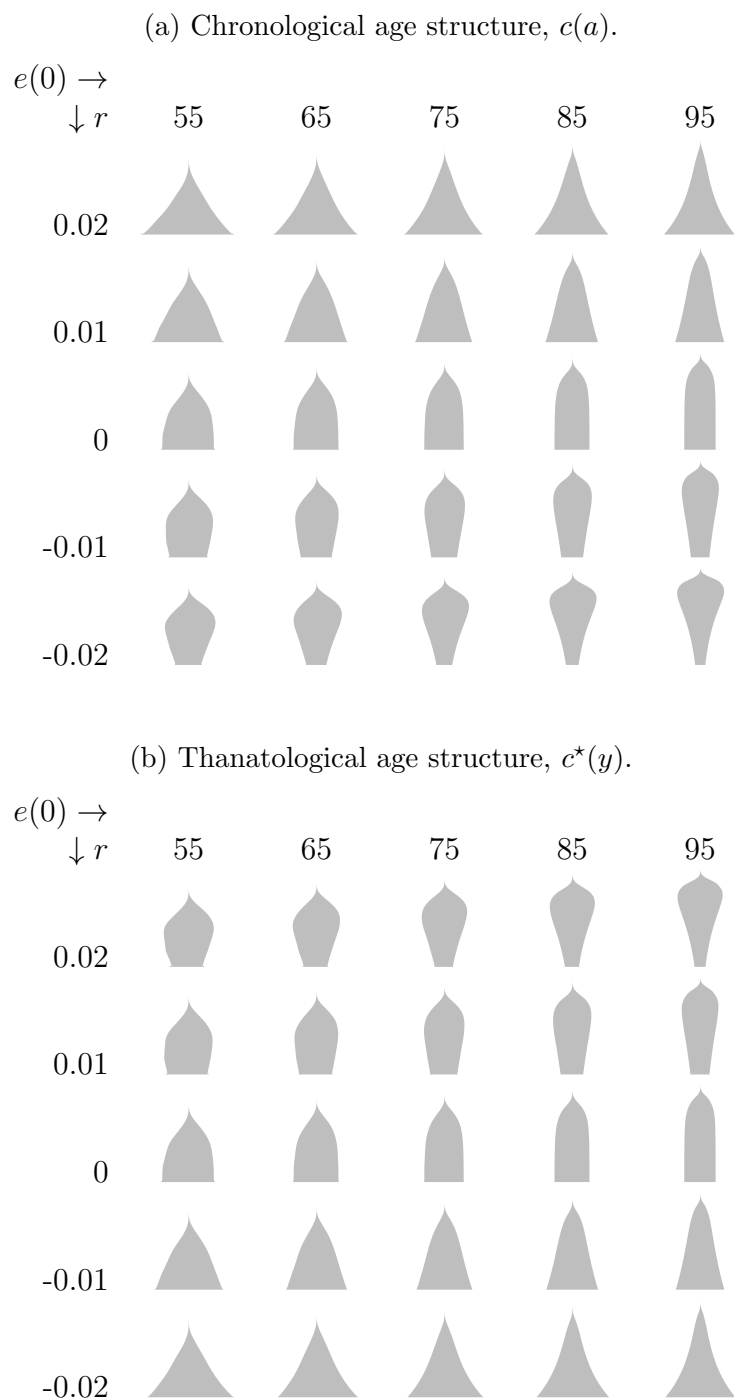 (a) Chronological age structure, c(a).
e(0) →
↓ r 55 65 75 85 95
0.02
0.01
0
-0.01
-0.02
(b) Thanatological age structure, c⋆(y).
e(0) →
↓ r 55 65 75 85 95
0.02
0.01
0
-0.01
-0.02